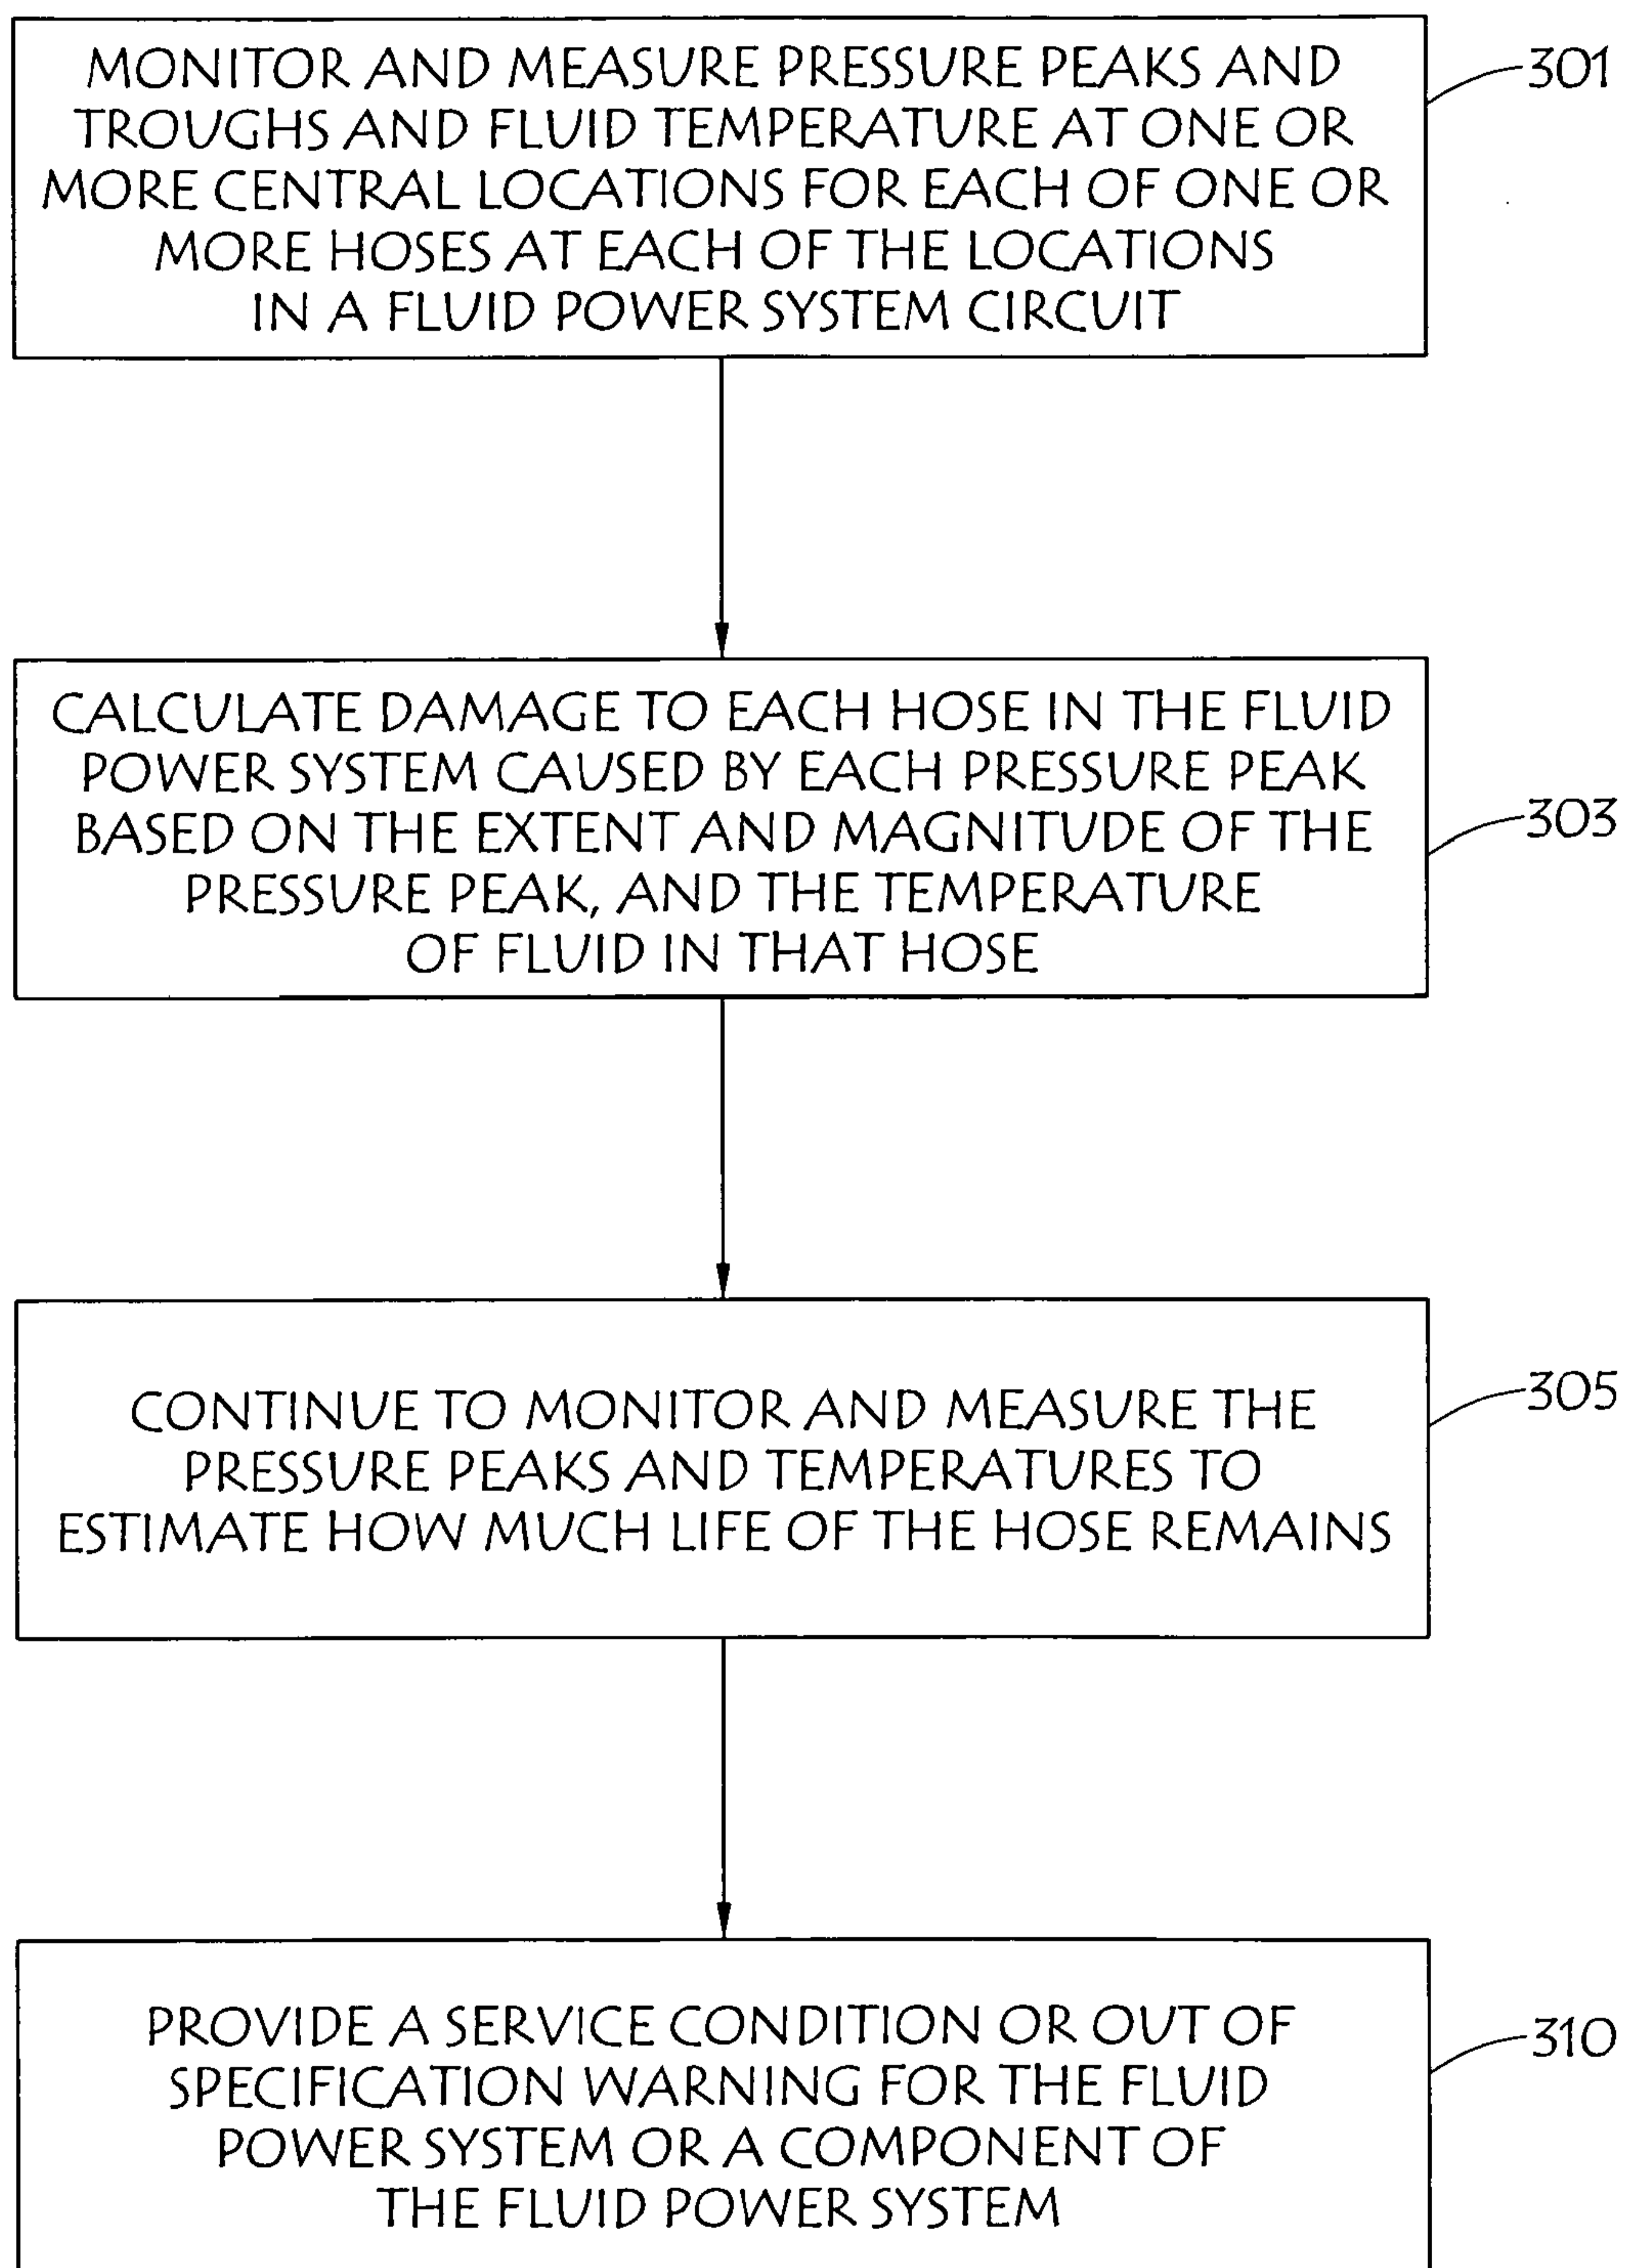 MONITOR AND MEASURE PRESSURE PEAKS AND
TROUGHS AND FLUID TEMPERATURE AT ONE OR
MORE CENTRAL LOCATIONS FOR EACH OF ONE OR
MORE HOSES AT EACH OF THE LOCATIONS
IN A FLUID POWER SYSTEM CIRCUIT
301
CALCULATE DAMAGE TO EACH HOSE IN THE FLUID
POWER SYSTEM CAUSED BY EACH PRESSURE PEAK
BASED ON THE EXTENT AND MAGNITUDE OF THE
PRESSURE PEAK, AND THE TEMPERATURE
OF FLUID IN THAT HOSE
303
CONTINUE TO MONITOR AND MEASURE THE
PRESSURE PEAKS AND TEMPERATURES TO
ESTIMATE HOW MUCH LIFE OF THE HOSE REMAINS
305
PROVIDE A SERVICE CONDITION OR OUT OF
SPECIFICATION WARNING FOR THE FLUID
POWER SYSTEM OR A COMPONENT OF
THE FLUID POWER SYSTEM
310